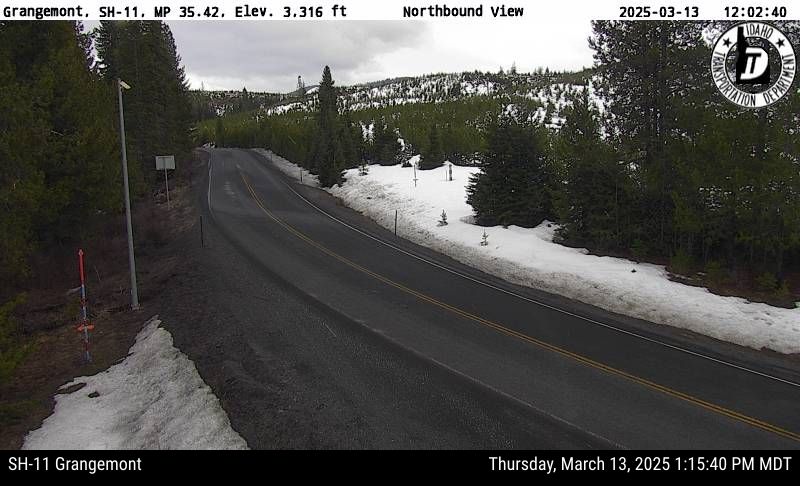 Grangemont, SH-11, MP 35.42, Elev. 3,316 ft Northbound View 2025-03-13 12:02:40
IDAHO
TRANSPORTATION DEPARTMENT
SH-11 Grangemont Thursday, March 13, 2025 1:15:40 PM MDT